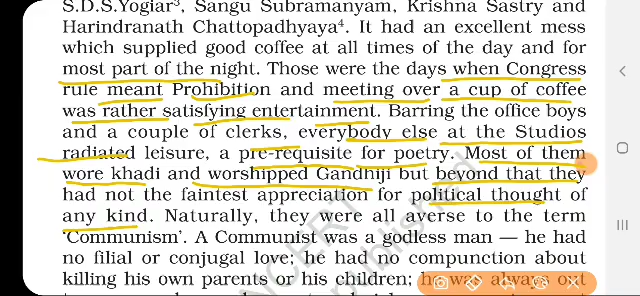 S.D.S.Yogiar³, Sangu Subramanyam, Krishna Sastry and
Harindranath Chattopadhyaya⁴. It had an excellent mess
which supplied good coffee at all times of the day and for
most part of the night. Those were the days when Congress
rule meant Prohibition and meeting over a cup of coffee
was rather satisfying entertainment. Barring the office boys
and a couple of clerks, everybody else at the Studios
radiated leisure, a pre-requisite for poetry. Most of them
wore khadi and worshipped Gandhiji but beyond that they
had not the faintest appreciation for political thought of
any kind. Naturally, they were all averse to the term
‘Communism’. A Communist was a godless man — he had
no filial or conjugal love; he had no compunction about
killing his own parents or his children; he was always out
NCERT
published